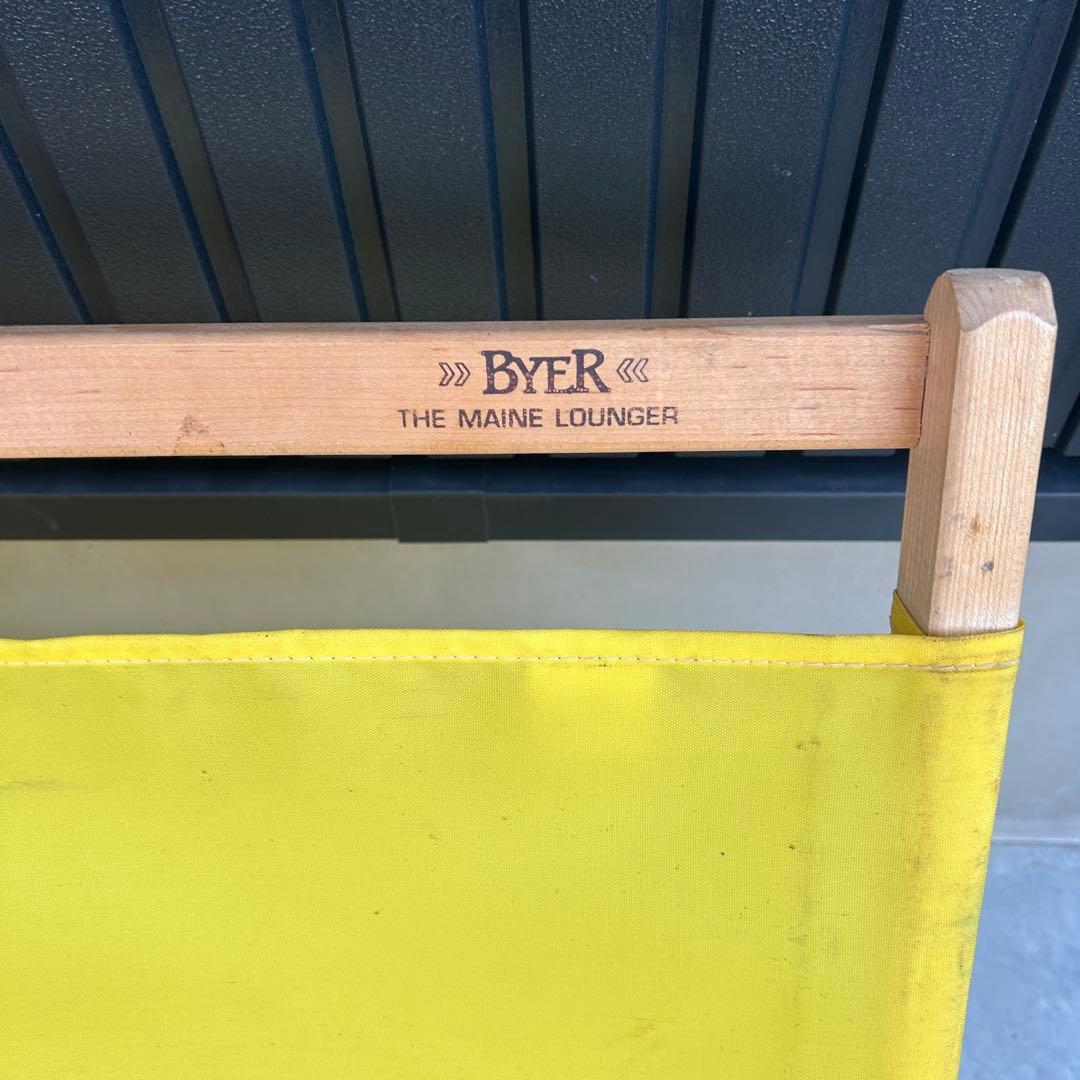 » BYER «
THE MAINE LOUNGER